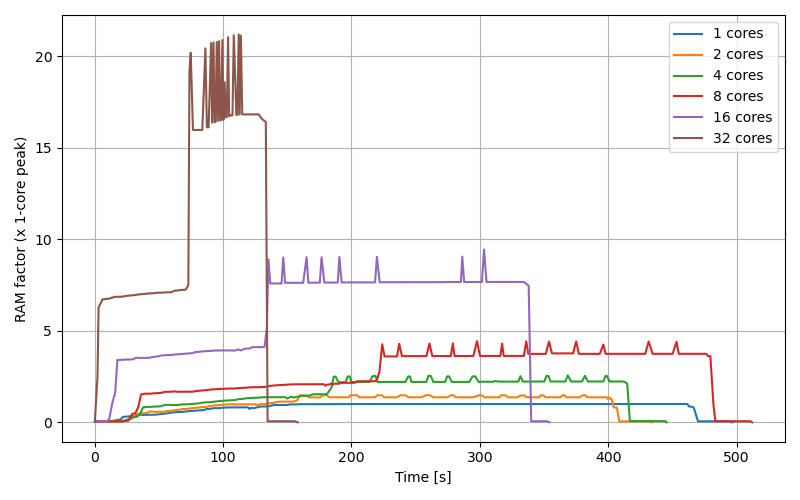 RAM factor (x 1-core peak)
20
15
10
5
0
1 cores
2 cores
4 cores
8 cores
16 cores
32 cores
0
100
200
300
400
500
Time [s]